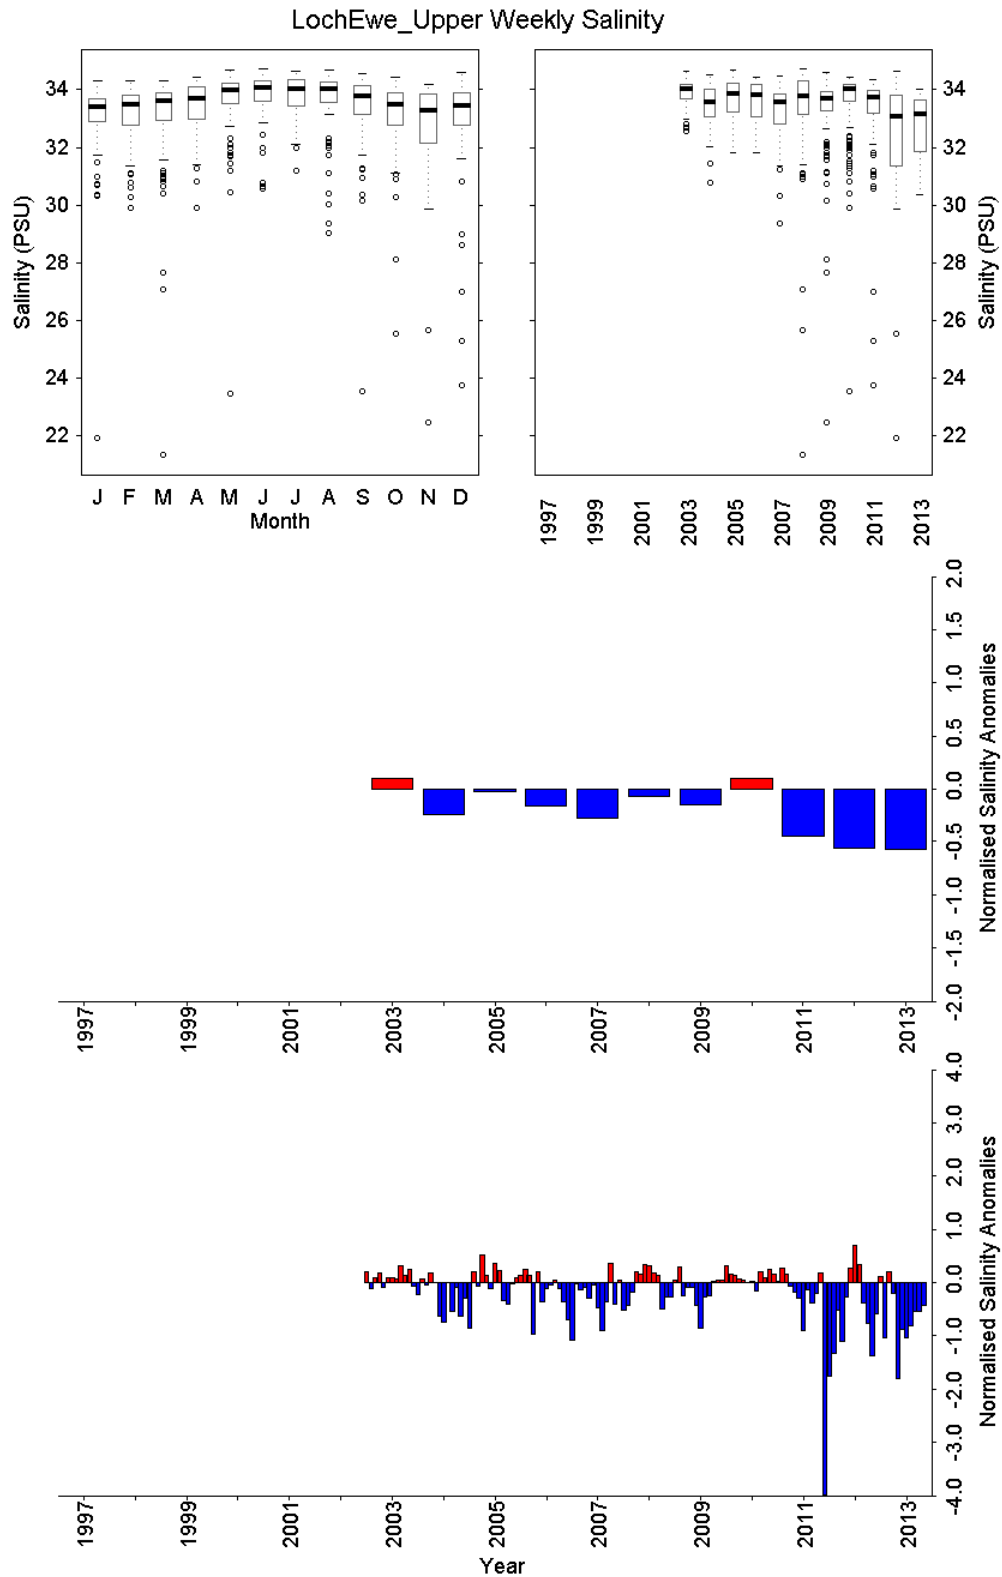 LochEwe_Upper Weekly Salinity
Salinity (PSU)
34
32
30
28
26
24
22
J F M A M J J A S O N D
Month
34
32
30
28
26
24
22
Salinity (PSU)
1997 1999 2001 2003 2005 2007 2009 2011 2013
2.0
1.5
1.0
0.5
0.0
-0.5
-1.0
-1.5
-2.0
Normalised Salinity Anomalies
1997 1999 2001 2003 2005 2007 2009 2011 2013
4.0
3.0
2.0
1.0
0.0
-1.0
-2.0
-3.0
-4.0
Normalised Salinity Anomalies
1997 1999 2001 2003 2005 2007 2009 2011 2013
Year